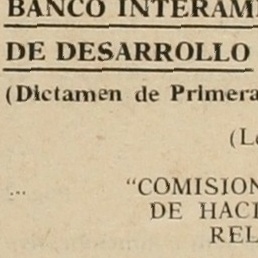 BANCO INTERAM
DE DESARROLLO
(Dictamen de Primera
(L
... "COMISION
DE HACI
REL